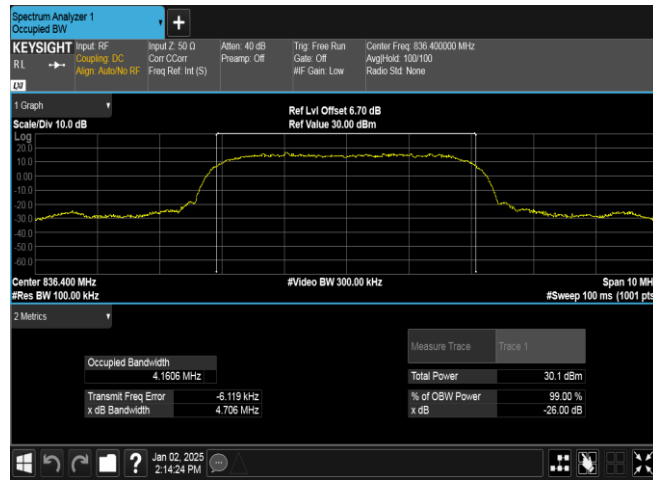 Spectrum Analyzer 1
Occupied BW
+
KEYSIGHT Input: RF Input Z: 50 Ω Atten: 40 dB Trig: Free Run Center Freq: 836.400000 MHz
RL Coupling: DC Corr CCorr Preamp: Off Gate: Off Avg|Hold: 100/100
Align: Auto/No RF Freq Ref: Int (S) #IF Gain: Low Radio Std: None
LXI
1 Graph
Ref Lvl Offset 6.70 dB
Scale/Div 10.0 dB Ref Value 30.00 dBm
Log
20.0
10.0
0.00
-10.0
-20.0
-30.0
-40.0
-50.0
-60.0
Center 836.400 MHz #Video BW 300.00 kHz Span 10 MH
#Res BW 100.00 kHz #Sweep 100 ms (1001 pts
2 Metrics
Measure Trace Trace 1
Occupied Bandwidth
4.1606 MHz Total Power 30.1 dBm
Transmit Freq Error -6.119 kHz % of OBW Power 99.00 %
x dB Bandwidth 4.706 MHz x dB -26.00 dB
? Jan 02, 2025
2:14:24 PM